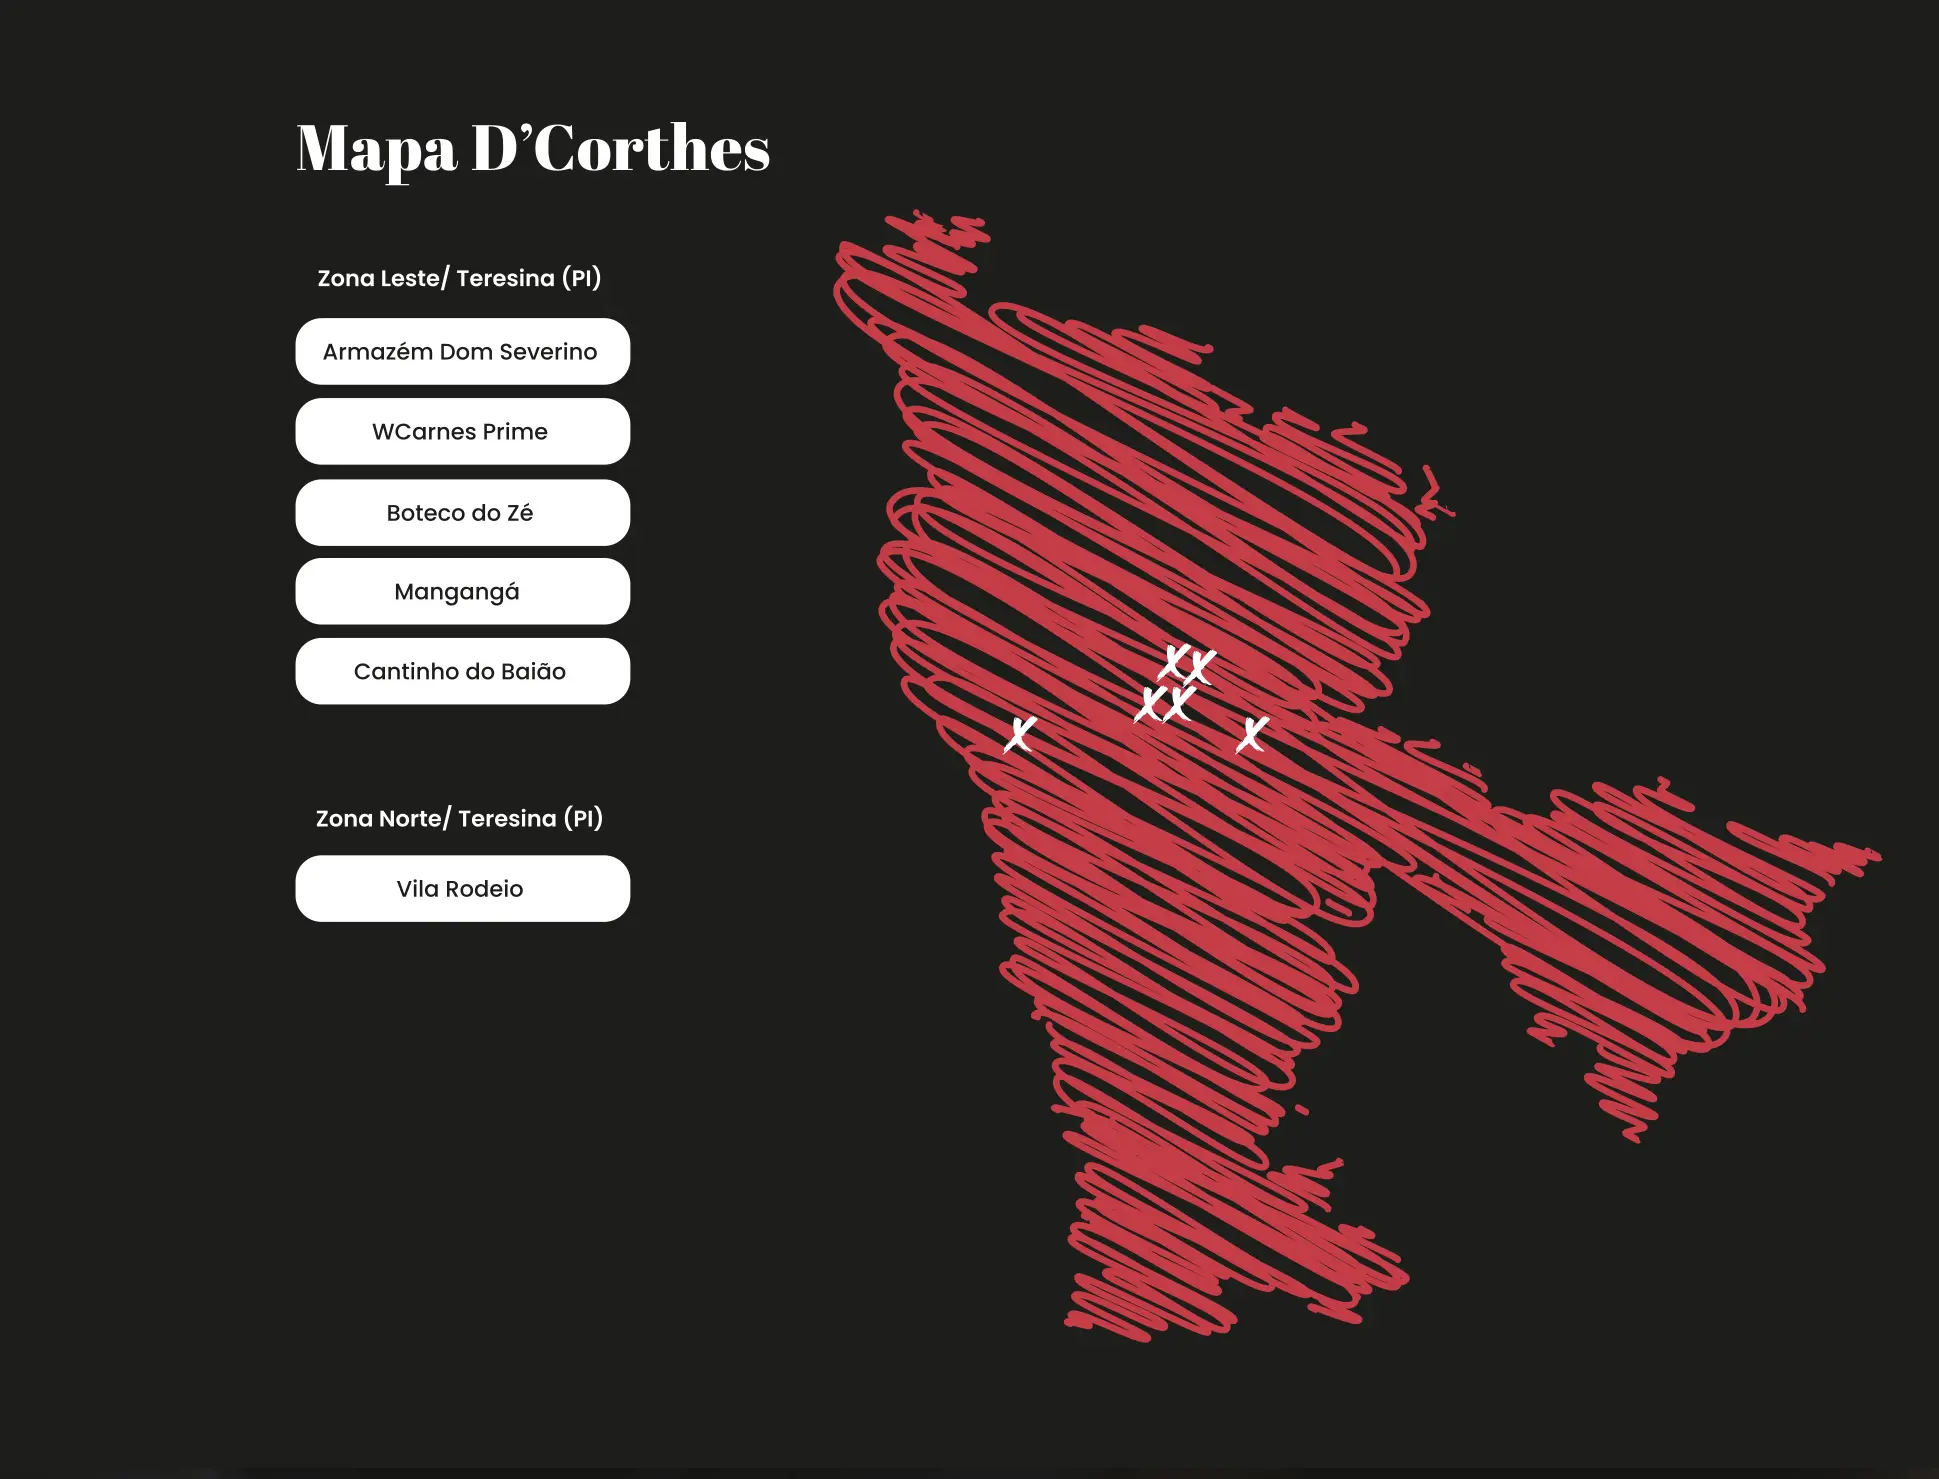 Mapa D’Corthes
Zona Leste/ Teresina (PI)
Armazém Dom Severino
WCarnes Prime
Boteco do Zé
Mangangá
Cantinho do Baião
Zona Norte/ Teresina (PI)
Vila Rodeio